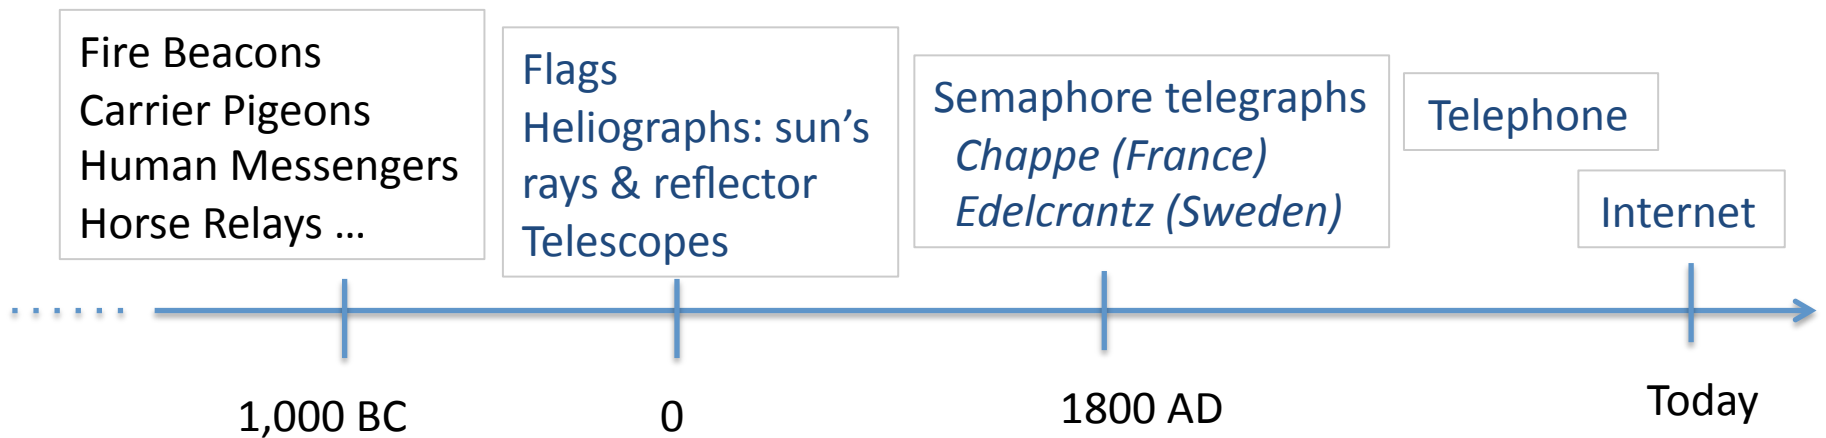 Fire Beacons
Carrier Pigeons
Human Messengers
Horse Relays …
Flags
Heliographs: sun’s
rays & reflector
Telescopes
Semaphore telegraphs
Chappe (France)
Edelcrantz (Sweden)
Telephone
Internet
1,000 BC
0
1800 AD
Today